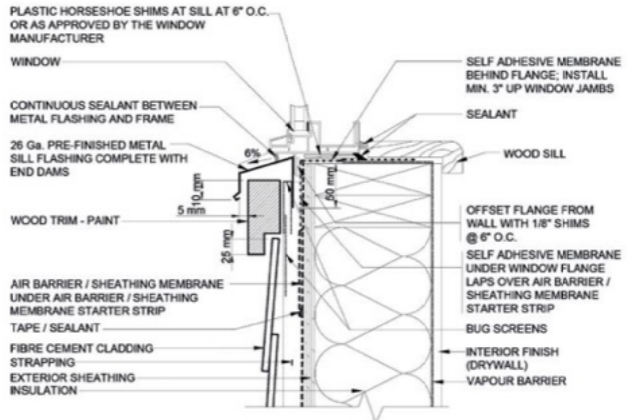 PLASTIC HORSESHOE SHIMS AT SILL AT 6" O.C.
OR AS APPROVED BY THE WINDOW
MANUFACTURER
WINDOW
CONTINUOUS SEALANT BETWEEN
METAL FLASHING AND FRAME
26 Ga. PRE-FINISHED METAL
SILL FLASHING COMPLETE WITH
END DAMS
WOOD TRIM - PAINT
AIR BARRIER / SHEATHING MEMBRANE
UNDER AIR BARRIER / SHEATHING
MEMBRANE STARTER STRIP
TAPE / SEALANT
FIBRE CEMENT CLADDING
STRAPPING
EXTERIOR SHEATHING
INSULATION
6%
10 mm
5 mm
25 mm
50 mm
SELF ADHESIVE MEMBRANE
BEHIND FLANGE; INSTALL
MIN. 3" UP WINDOW JAMBS
SEALANT
WOOD SILL
OFFSET FLANGE FROM
WALL WITH 1/8" SHIMS
@ 6" O.C.
SELF ADHESIVE MEMBRANE
UNDER WINDOW FLANGE
LAPS OVER AIR BARRIER /
SHEATHING MEMBRANE
STARTER STRIP
BUG SCREENS
INTERIOR FINISH
(DRYWALL)
VAPOUR BARRIER